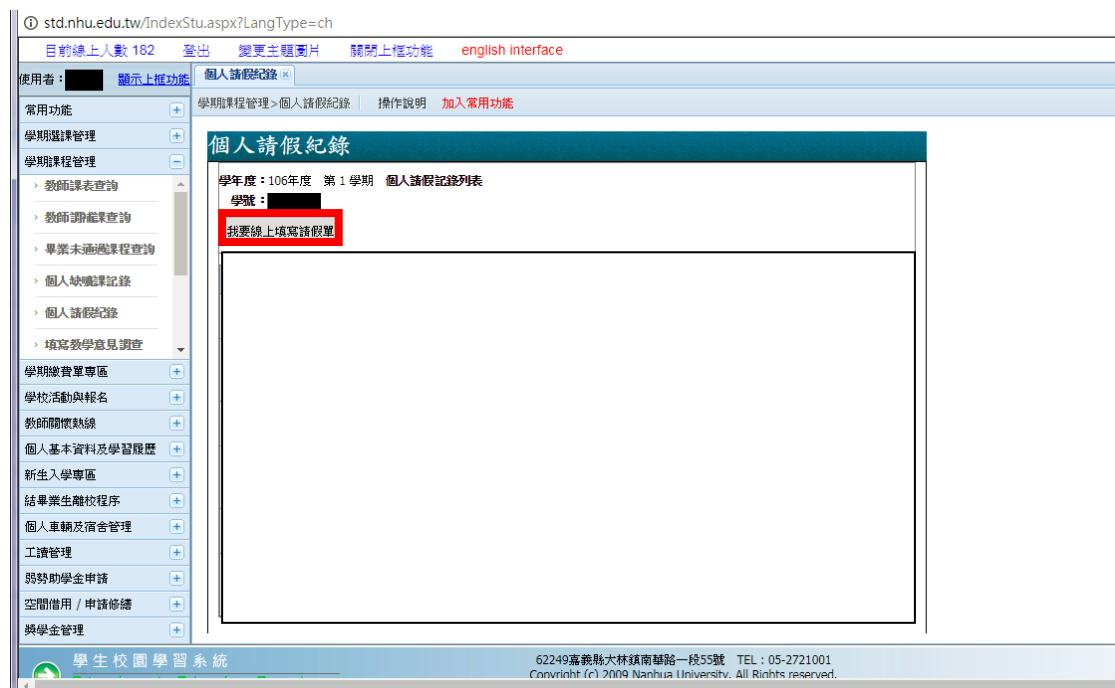 std.nhu.edu.tw/IndexStu.aspx?LangType=ch
目前線上人數 182 登出 變更主題圖片 關閉上框功能 english interface
使用者： 顯示上框功能
個人請假紀錄
學期課程管理>個人請假紀錄 操作說明 加入常用功能
常用功能
學期選課管理
學期課程管理
教師課表查詢
教師調補課查詢
畢業未通過課程查詢
個人缺曠課記錄
個人請假紀錄
填寫教學意見調查
學期繳費單專區
學校活動與報名
教師關懷熱線
個人基本資料及學習履歷
新生入學專區
結畢業生離校程序
個人車輛及宿舍管理
工讀管理
弱勢助學金申請
空間借用 / 申請修繕
獎學金管理
個人請假紀錄
學年度：106年度 第 1 學期 個人請假記錄列表
學號：
我要線上填寫請假單
學生校園學習系統
62249嘉義縣大林鎮南華路一段55號 TEL：05-2721001
Copyright (c) 2009 Nanhua University. All Rights reserved.